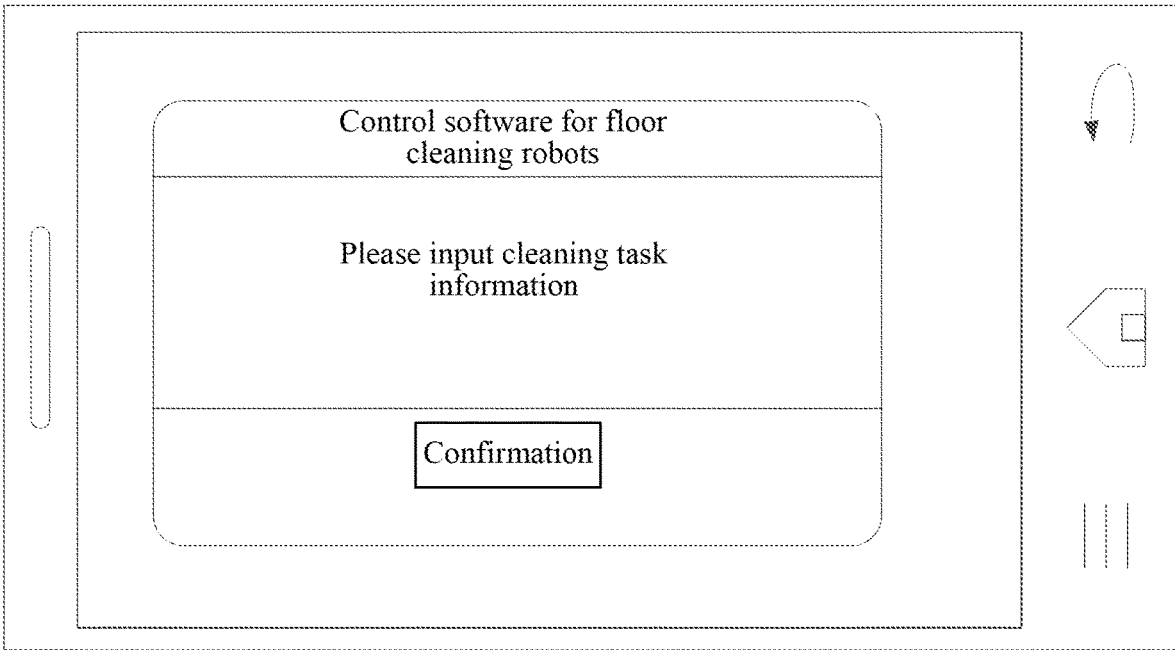 Control software for floor
cleaning robots
Please input cleaning task
information
Confirmation